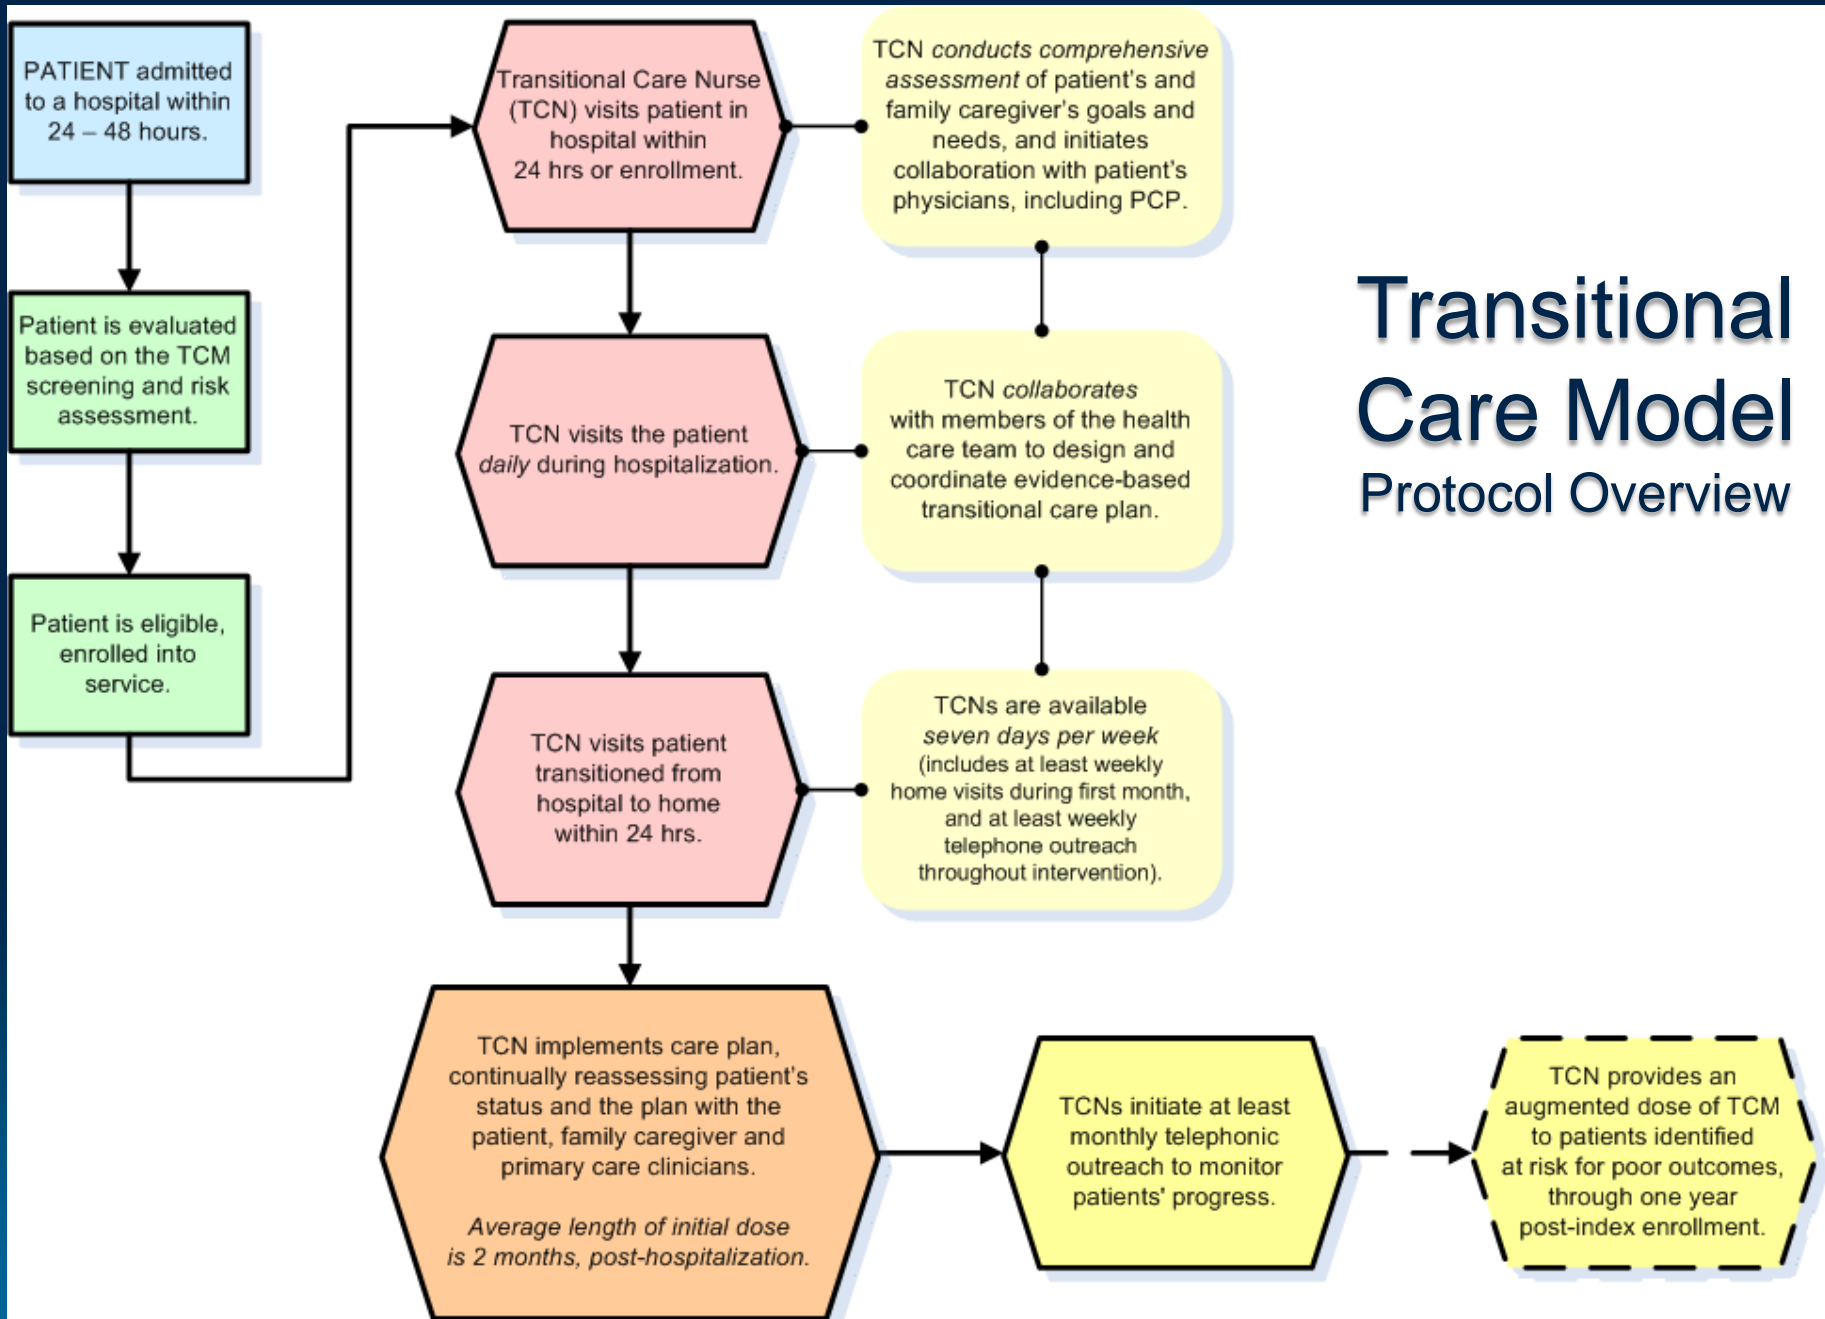 PATIENT admitted
to a hospital within
24 – 48 hours.
Patient is evaluated
based on the TCM
screening and risk
assessment.
Patient is eligible,
enrolled into
service.
Transitional Care Nurse
(TCN) visits patient in
hospital within
24 hrs or enrollment.
TCN conducts comprehensive
assessment of patient's and
family caregiver's goals and
needs, and initiates
collaboration with patient's
physicians, including PCP.
TCN visits the patient
daily during hospitalization.
TCN collaborates
with members of the health
care team to design and
coordinate evidence-based
transitional care plan.
TCN visits patient
transitioned from
hospital to home
within 24 hrs.
TCNs are available
seven days per week
(includes at least weekly
home visits during first month,
and at least weekly
telephone outreach
throughout intervention).
Transitional
Care Model
Protocol Overview
TCN implements care plan,
continually reassessing patient's
status and the plan with the
patient, family caregiver and
primary care clinicians.
Average length of initial dose
is 2 months, post-hospitalization.
TCNs initiate at least
monthly telephonic
outreach to monitor
patients' progress.
TCN provides an
augmented dose of TCM
to patients identified
at risk for poor outcomes,
through one year
post-index enrollment.